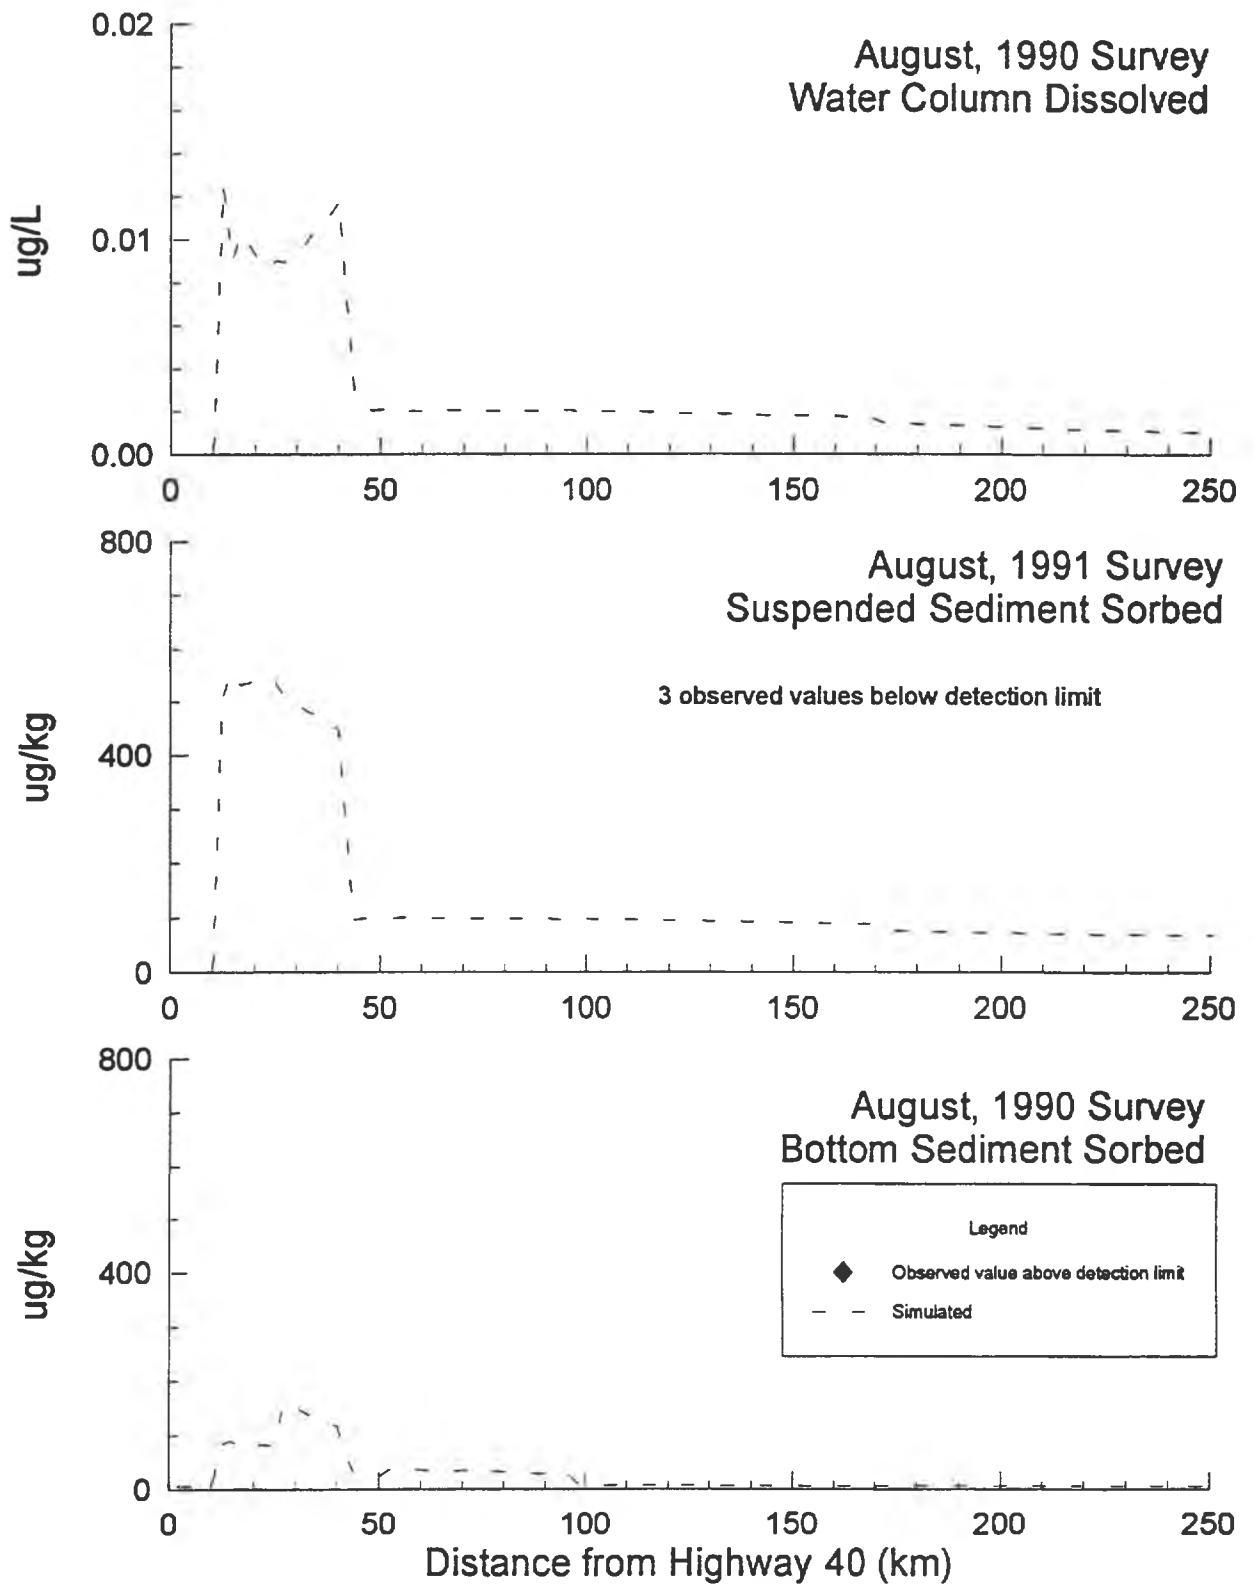 0.02
August, 1990 Survey
Water Column Dissolved
ug/L
0.01
0.00
0 50 100 150 200 250
800
August, 1991 Survey
Suspended Sediment Sorbed
3 observed values below detection limit
ug/kg
400
0
0 50 100 150 200 250
800
August, 1990 Survey
Bottom Sediment Sorbed
Legend
ug/kg
400
Observed value above detection limit
Simulated
0
0 50 100 150 200 250
Distance from Highway 40 (km)